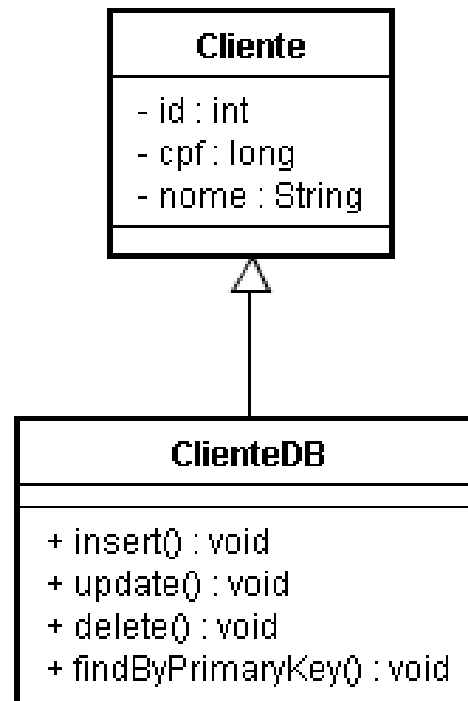 Cliente
- id : int
- cpf : long
- nome : String
ClienteDB
+ insert() : void
+ update() : void
+ delete() : void
+ findByPrimaryKey() : void